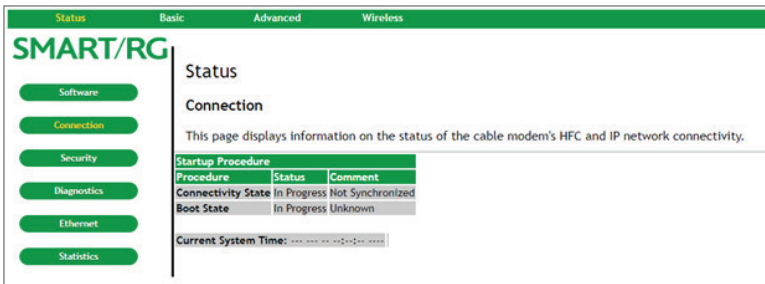 Status Basic Advanced Wireless
SMART/RG
Software
Connection
Security
Diagnostics
Ethernet
Statistics
Status
Connection
This page displays information on the status of the cable modem's HFC and IP network connectivity.
Startup Procedure
Procedure Status Comment
Connectivity State In Progress Not Synchronized
Boot State In Progress Unknown
Current System Time: --- --- -- --:--:-- ----